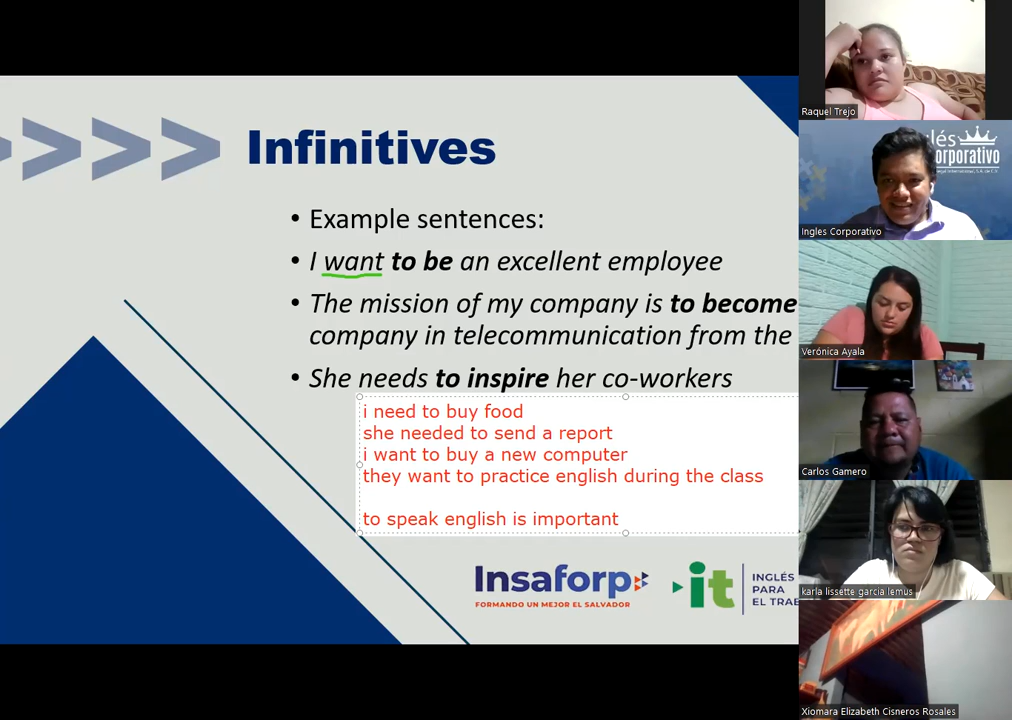 Infinitives
• Example sentences:
• I want to be an excellent employee
• The mission of my company is to become
company in telecommunication from the
• She needs to inspire her co-workers
i need to buy food
she needed to send a report
i want to buy a new computer
they want to practice english during the class
to speak english is important
Insaforp
FORMANDO UN MEJOR EL SALVADOR
it
INGLÉS
PARA
EL TRA
Raquel Trejo
lés
orporativo
Ingles Corporativo
Verónica Ayala
Carlos Gamero
karla lissette garcia lemus
Xiomara Elizabeth Cisneros Rosales